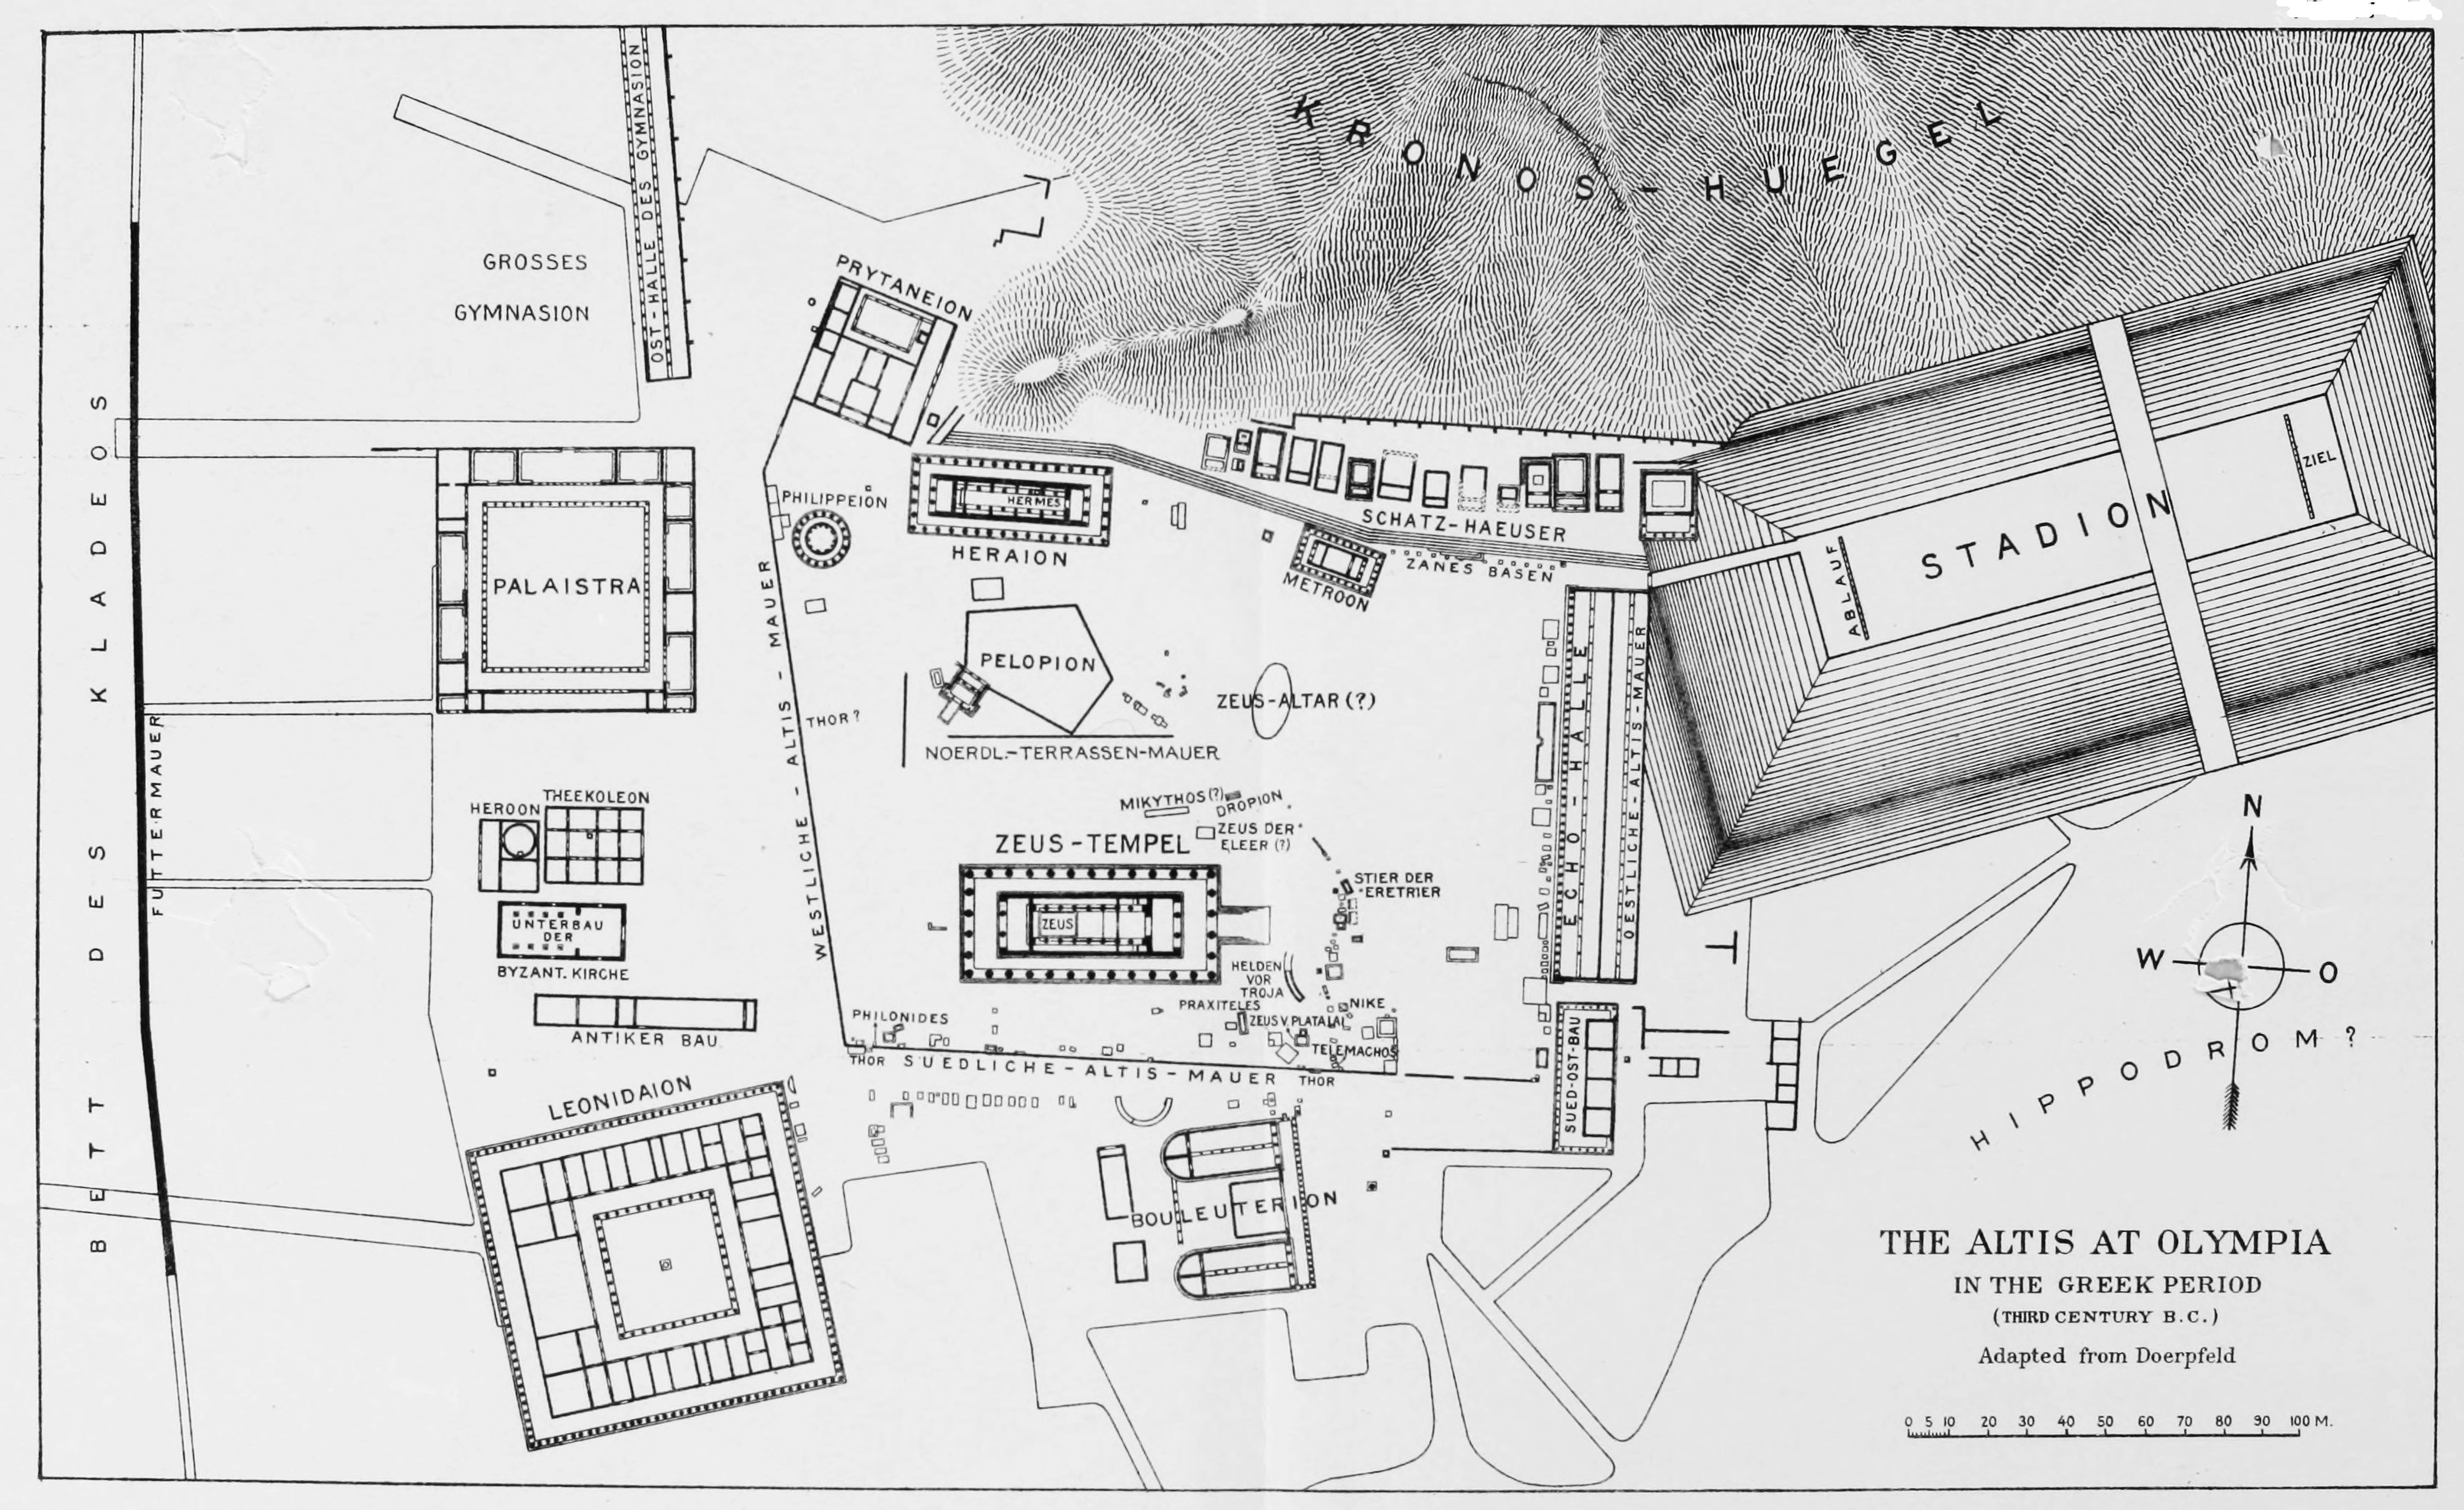 KRONOS-HUEGEL
OST-HALLE DES GYMNASION
GROSSES
GYMNASION
PRYTANEION
BETT DES KLADEOS
FUTTERMAUER
PALAISTRA
PHILIPPEION
HERMES
HERAION
SCHATZ-HAEUSER
ZANES BASEN
METROON
STADION
ABLAUF
ZIEL
PELOPION
ZEUS-ALTAR (?)
THOR?
NOERDL.-TERRASSEN-MAUER
WESTLICHE-ALTIS-MAUER
ECHO-HALLE
OESTLICHE-ALTIS-MAUER
HEROON
THEEKOLEON
UNTERBAU
DER
BYZANT. KIRCHE
ANTIKER BAU
MIKYTHOS(?)
DROPION
ZEUS DER
ELEER (?)
ZEUS-TEMPEL
ZEUS
STIER DER
ERETRIER
HELDEN
VOR
TROJA
PRAXITELES
NIKE
ZEUS V. PLATAIAI
TELEMACHOS
PHILONIDES
THOR
SUEDLICHE-ALTIS-MAUER
THOR
SUED-OST-BAU
LEONIDAION
BOULEUTERION
N
W
O
HIPPODROM?
THE ALTIS AT OLYMPIA
IN THE GREEK PERIOD
(THIRD CENTURY B.C.)
Adapted from Doerpfeld
0 5 10 20 30 40 50 60 70 80 90 100 M.